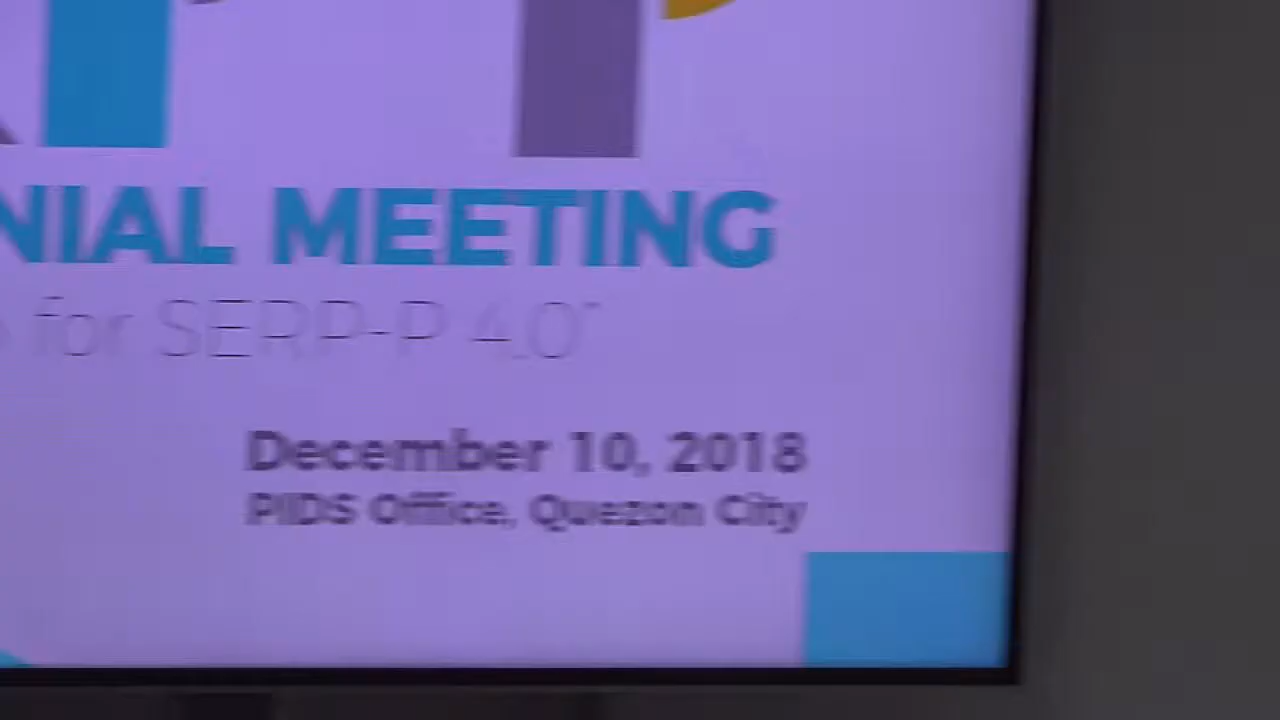 NIAL MEETING
for SERP-P 4.0"
December 10, 2018
PIDS Office, Quezon City